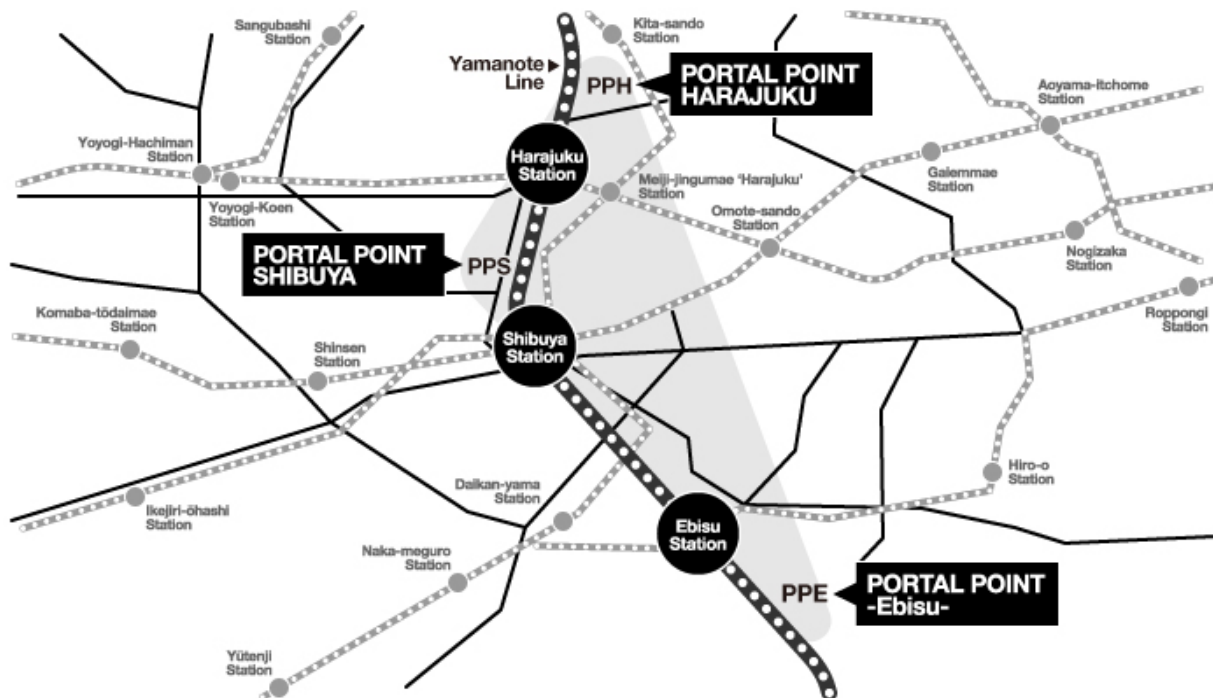 Sangubashi
Station
Kita-sando
Station
Yamanote
Line
PPH
PORTAL POINT
HARAJUKU
Aoyama-Itchome
Station
Yoyogi-Hachiman
Station
Harajuku
Station
Gaiemmae
Station
Meiji-jingumae ‘Harajuku’
Station
Yoyogi-Koen
Station
Omote-sando
Station
Nogizaka
Station
PORTAL POINT
SHIBUYA
PPS
Komaba-tōdaimae
Station
Shinsen
Station
Shibuya
Station
Roppongi
Station
Daikan-yama
Station
Hiro-o
Station
Ikejiri-ōhashi
Station
Ebisu
Station
Naka-meguro
Station
PPE
PORTAL POINT
-Ebisu-
Yūtenji
Station